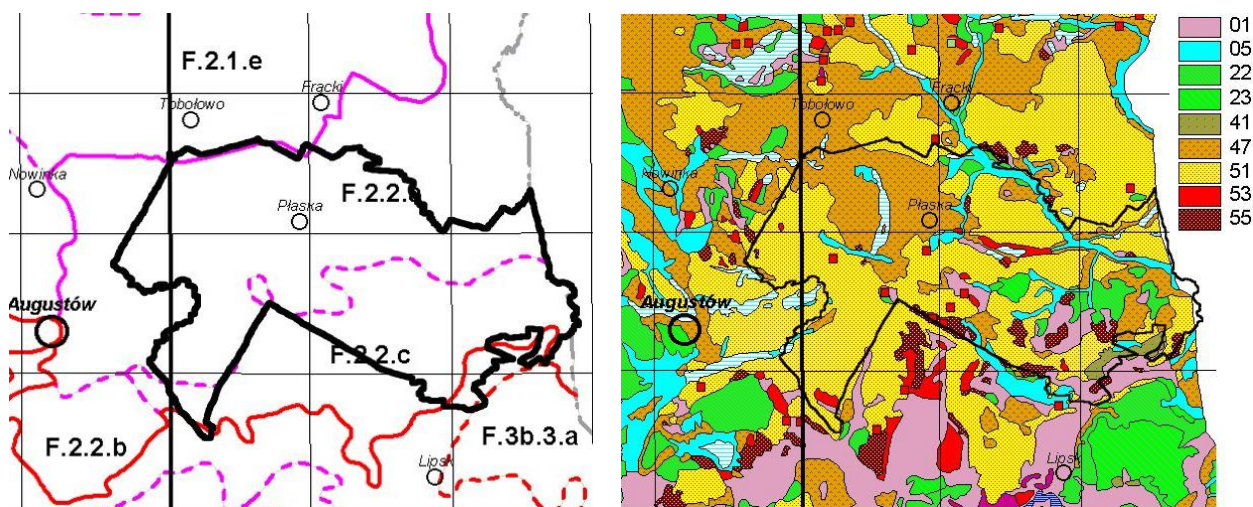 F.2.1.e
Frącki
Tobołowo
Nowinka
F.2.2.
Płaska
Augustów
F.2.2.c
F.2.2.b
F.3b.3.a
Lipsk
Frącki
Tobołowo
Nowinka
Płaska
Augustów
Lipsk
01
05
22
23
41
47
51
53
55